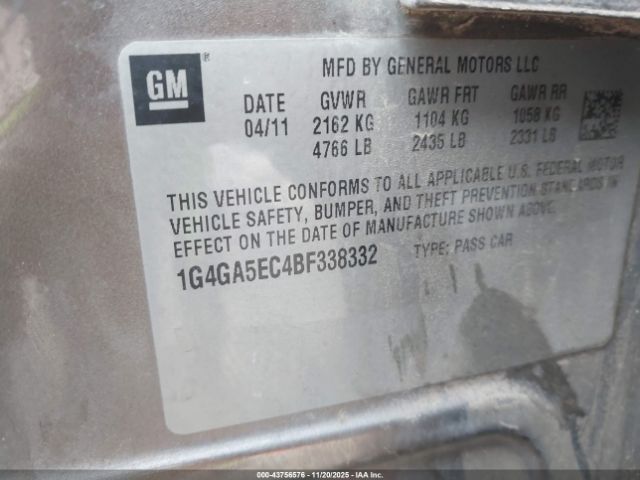 GM ®
MFD BY GENERAL MOTORS LLC
DATE GVWR GAWR FRT GAWR RR
04/11 2162 KG 1104 KG 1058 KG
4766 LB 2435 LB 2331 LB
THIS VEHICLE CONFORMS TO ALL APPLICABLE U.S. FEDERAL MOTOR
VEHICLE SAFETY, BUMPER, AND THEFT PREVENTION STANDARDS IN
EFFECT ON THE DATE OF MANUFACTURE SHOWN ABOVE.
1G4GA5EC4BF338332 TYPE: PASS CAR
000-43756576 | 11/20/2025 | IAAI.COM